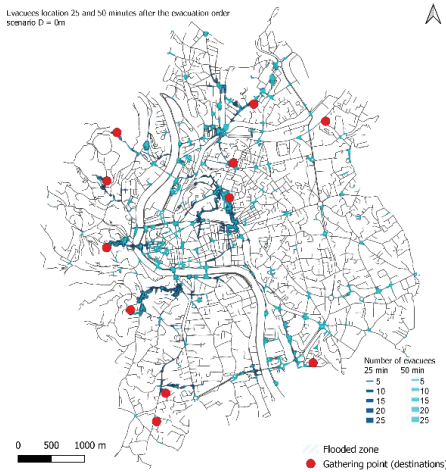 Evacuees location 25 and 50 minutes after the evacuation order
scenario D = 0m
Number of evacuees
25 min 50 min
5 5
10 10
15 15
20 20
25 25
0 500 1000 m
Flooded zone
Gathering point (destinations)